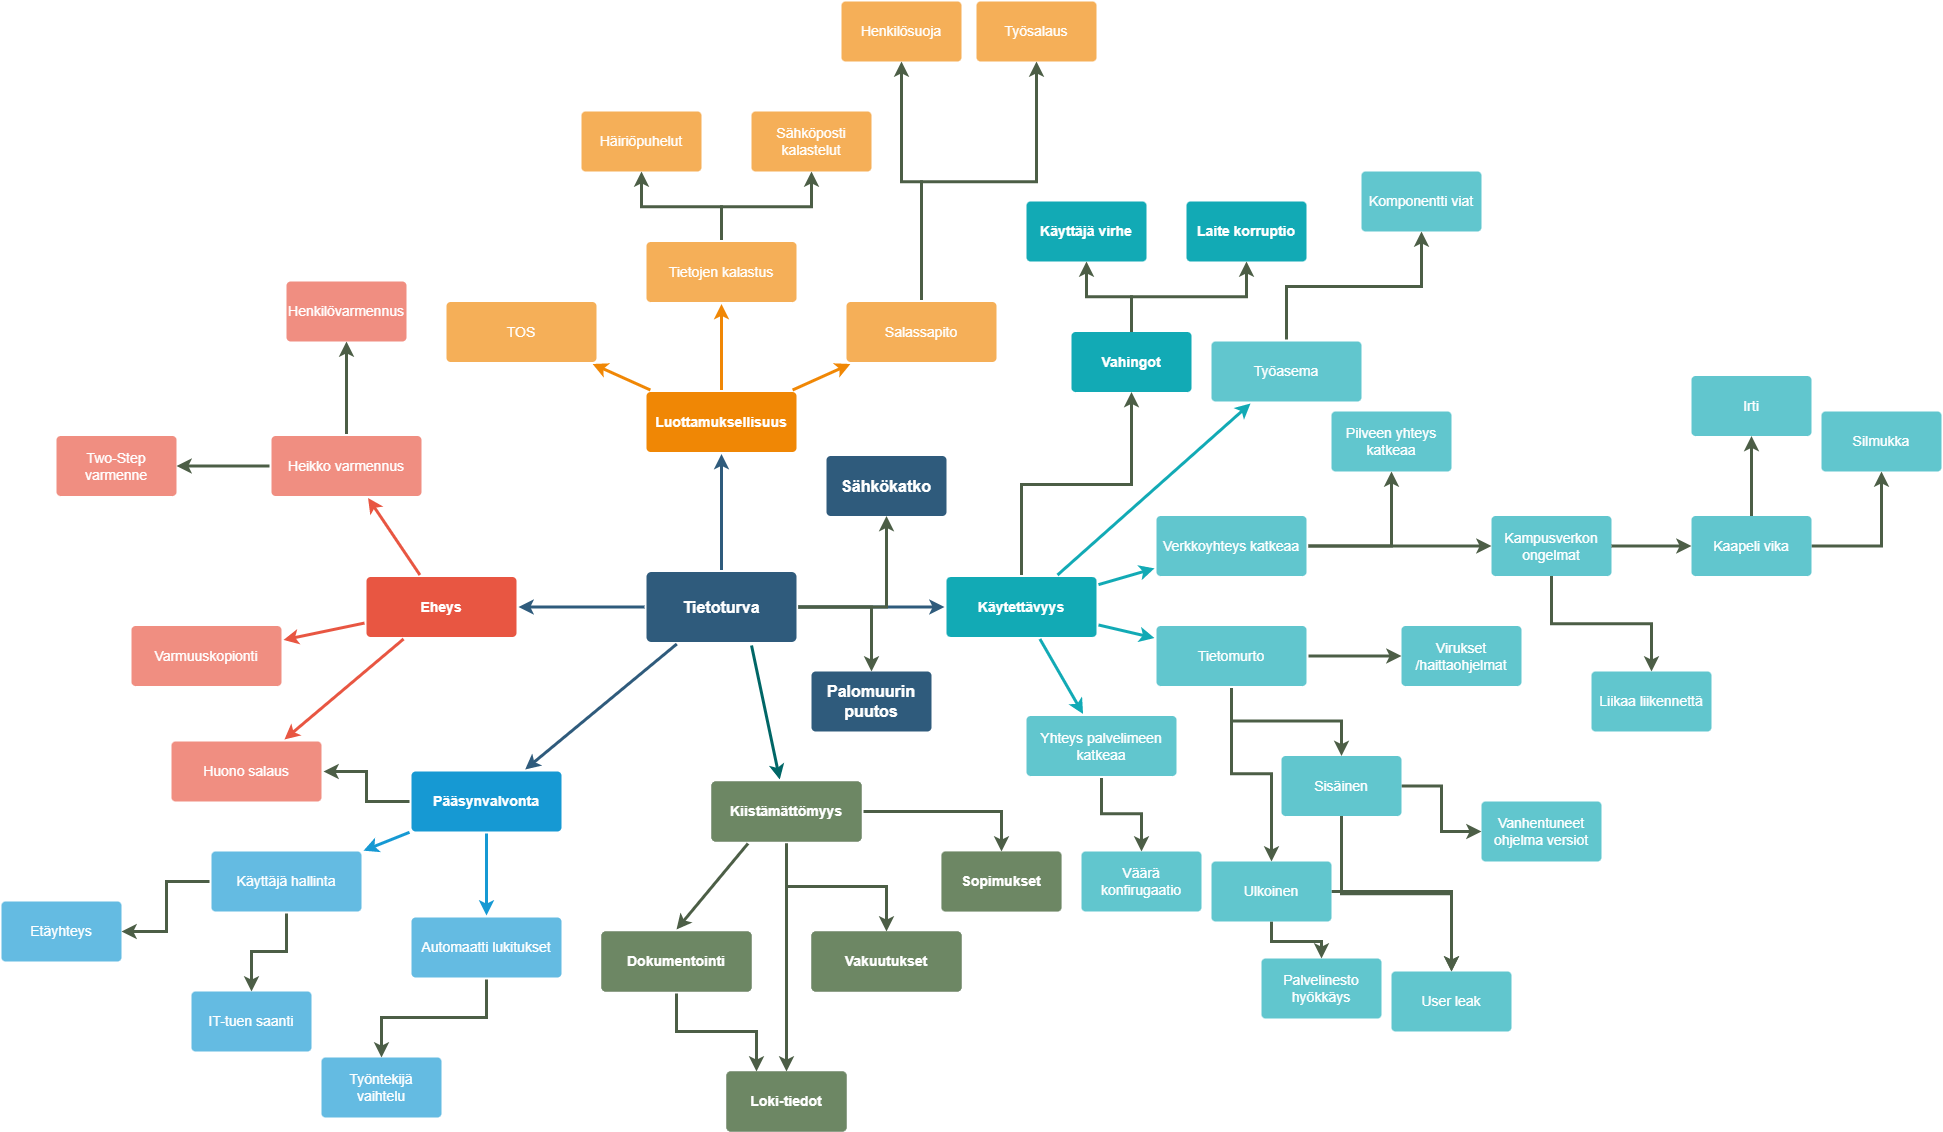 Henkilösuoja
Työsalaus
Häiriöpuhelut
Sähköposti
kalastelut
Komponentti viat
Käyttäjä virhe
Laite korruptio
Tietojen kalastus
Henkilövarmennus
TOS
Salassapito
Vahingot
Työasema
Irti
Luottamuksellisuus
Pilveen yhteys
katkeaa
Silmukka
Two-Step
varmenne
Heikko varmennus
Sähkökatko
Verkkoyhteys katkeaa
Kampusverkon
ongelmat
Kaapeli vika
Eheys
Tietoturva
Käytettävyys
Varmuuskopionti
Tietomurto
Virukset
/haittaohjelmat
Palomuurin
puutos
Liikaa liikennettä
Yhteys palvelimeen
katkeaa
Huono salaus
Sisäinen
Pääsynvalvonta
Kiistämättömyys
Vanhentuneet
ohjelma versiot
Käyttäjä hallinta
Sopimukset
Väärä
konfirugaatio
Ulkoinen
Etäyhteys
Automaatti lukitukset
Dokumentointi
Vakuutukset
Palvelinesto
hyökkäys
User leak
IT-tuen saanti
Työntekijä
vaihtelu
Loki-tiedot